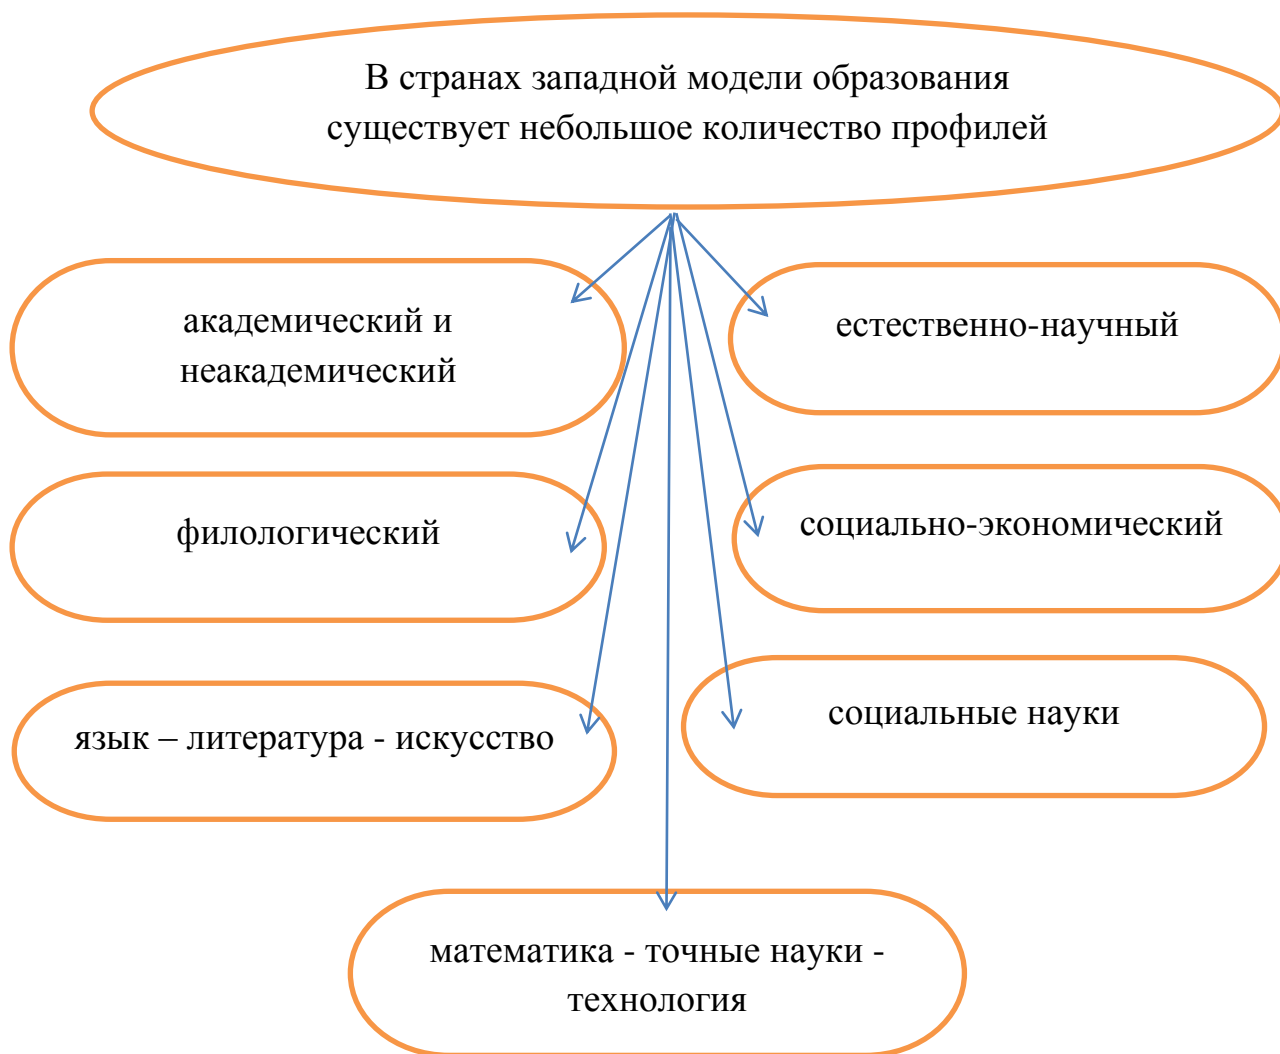 В странах западной модели образования
существует небольшое количество профилей
академический и
неакадемический
естественно-научный
филологический
социально-экономический
язык – литература - искусство
социальные науки
математика - точные науки -
технология